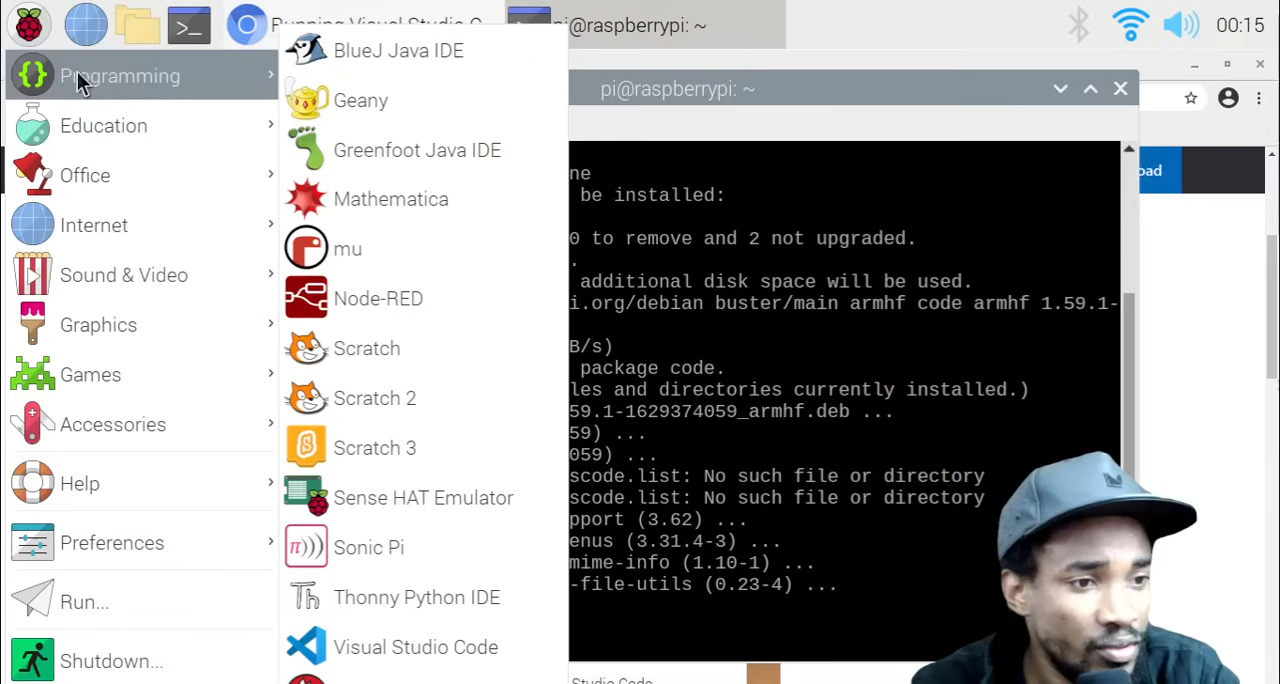 Running Visual Studio C
pi@raspberrypi: ~
00:15
Programming
Education
Office
Internet
Sound & Video
Graphics
Games
Accessories
Help
Preferences
Run...
Shutdown...
BlueJ Java IDE
Geany
Greenfoot Java IDE
Mathematica
mu
Node-RED
Scratch
Scratch 2
Scratch 3
Sense HAT Emulator
Sonic Pi
Thonny Python IDE
Visual Studio Code
pi@raspberrypi: ~
oad
ne
be installed:
0 to remove and 2 not upgraded.
.
additional disk space will be used.
i.org/debian buster/main armhf code armhf 1.59.1-
B/s)
package code.
les and directories currently installed.)
59.1-1629374059_armhf.deb ...
59) ...
059) ...
scode.list: No such file or directory
scode.list: No such file or directory
pport (3.62) ...
enus (3.31.4-3) ...
mime-info (1.10-1) ...
-file-utils (0.23-4) ...
Studio Code